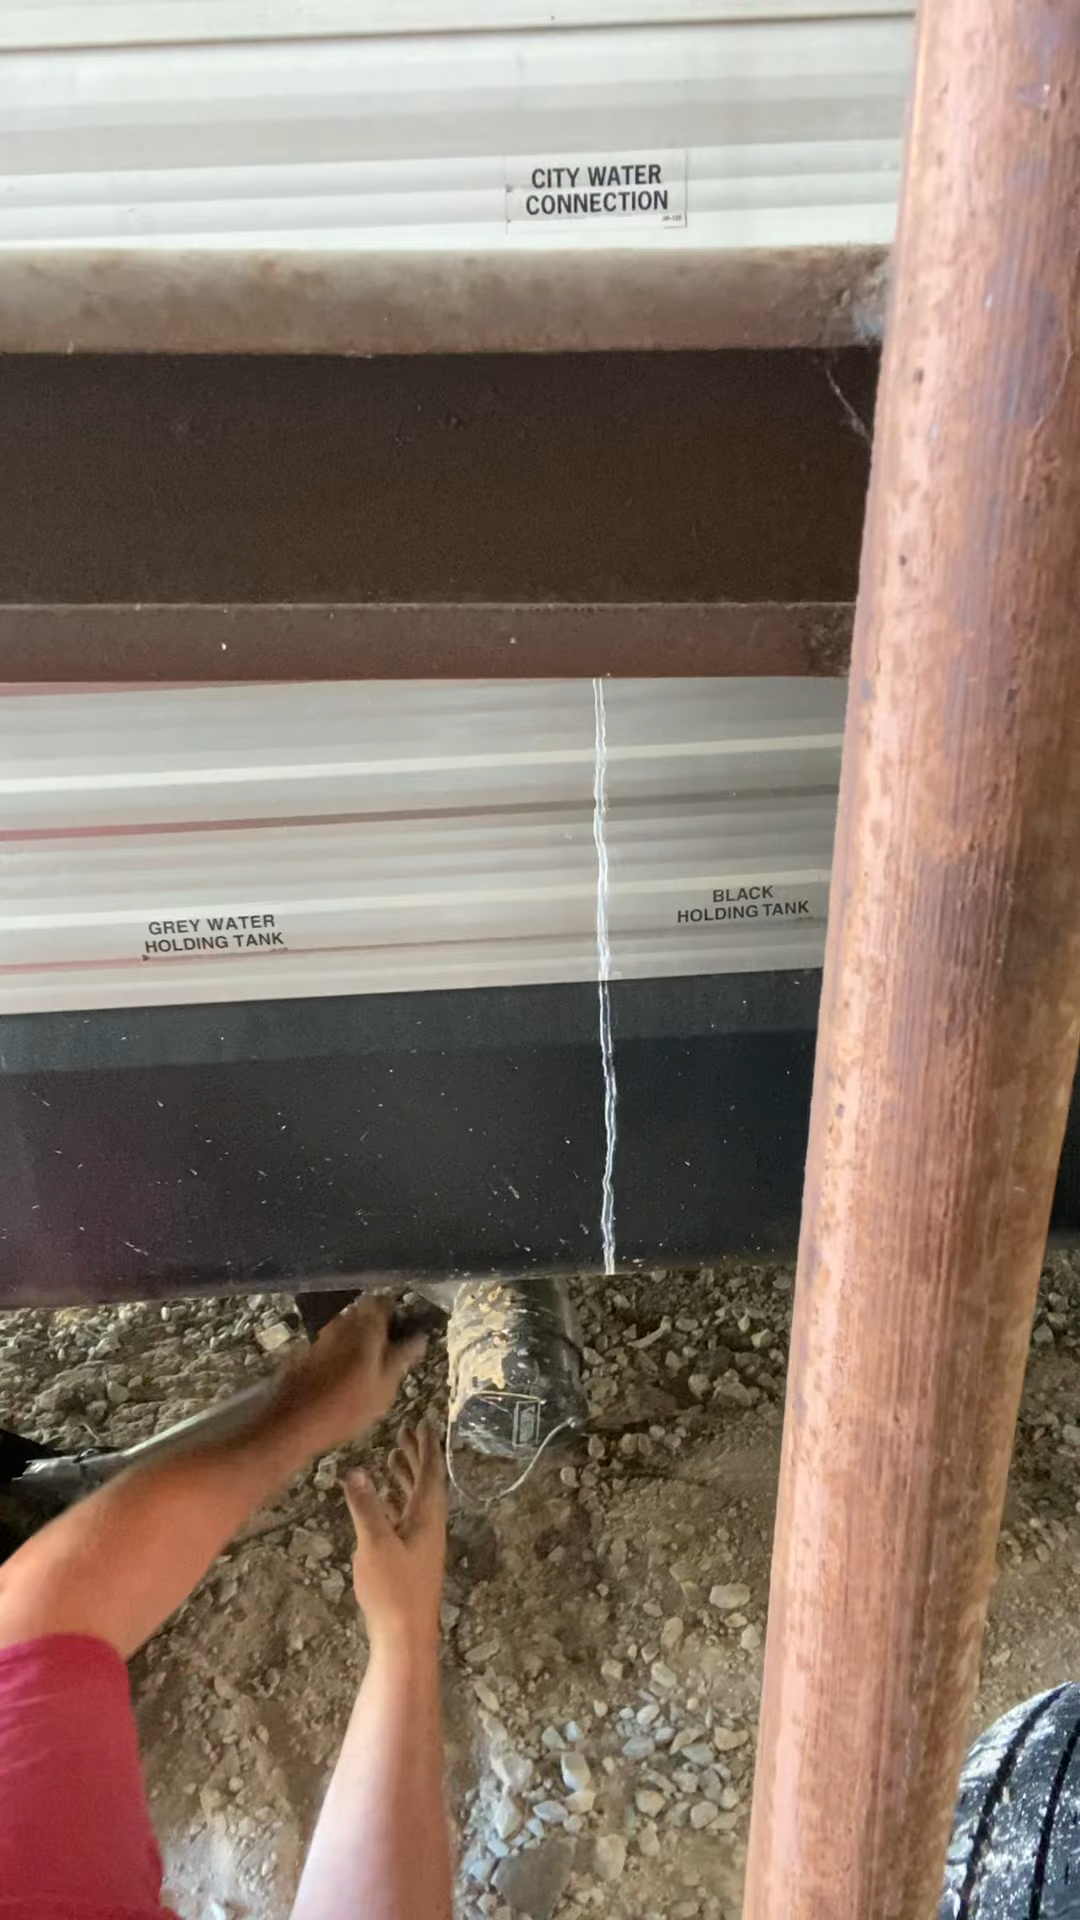 CITY WATER
CONNECTION
GREY WATER
HOLDING TANK
BLACK
HOLDING TANK